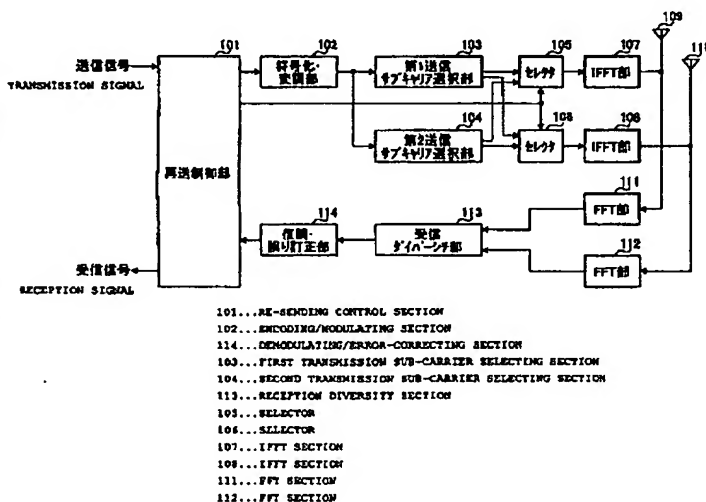 109
110
101
102
103
105
107
送信信号
TRANSMISSION SIGNAL
符号化・
変調部
第1送信
サブキャリア選択部
セレクタ
IFFT部
104
106
108
再送制御部
第2送信
サブキャリア選択部
セレクタ
IFFT部
111
FFT部
114
113
112
復調・
誤り訂正部
受信
ダイバーシチ部
FFT部
受信信号
RECEPTION SIGNAL
101...RE-SENDING CONTROL SECTION
102...ENCODING/MODULATING SECTION
114...DEMODULATING/ERROR-CORRECTING SECTION
103...FIRST TRANSMISSION SUB-CARRIER SELECTING SECTION
104...SECOND TRANSMISSION SUB-CARRIER SELECTING SECTION
113...RECEPTION DIVERSITY SECTION
105...SELECTOR
106...SELECTOR
107...IFFT SECTION
108...IFFT SECTION
111...FFT SECTION
112...FFT SECTION